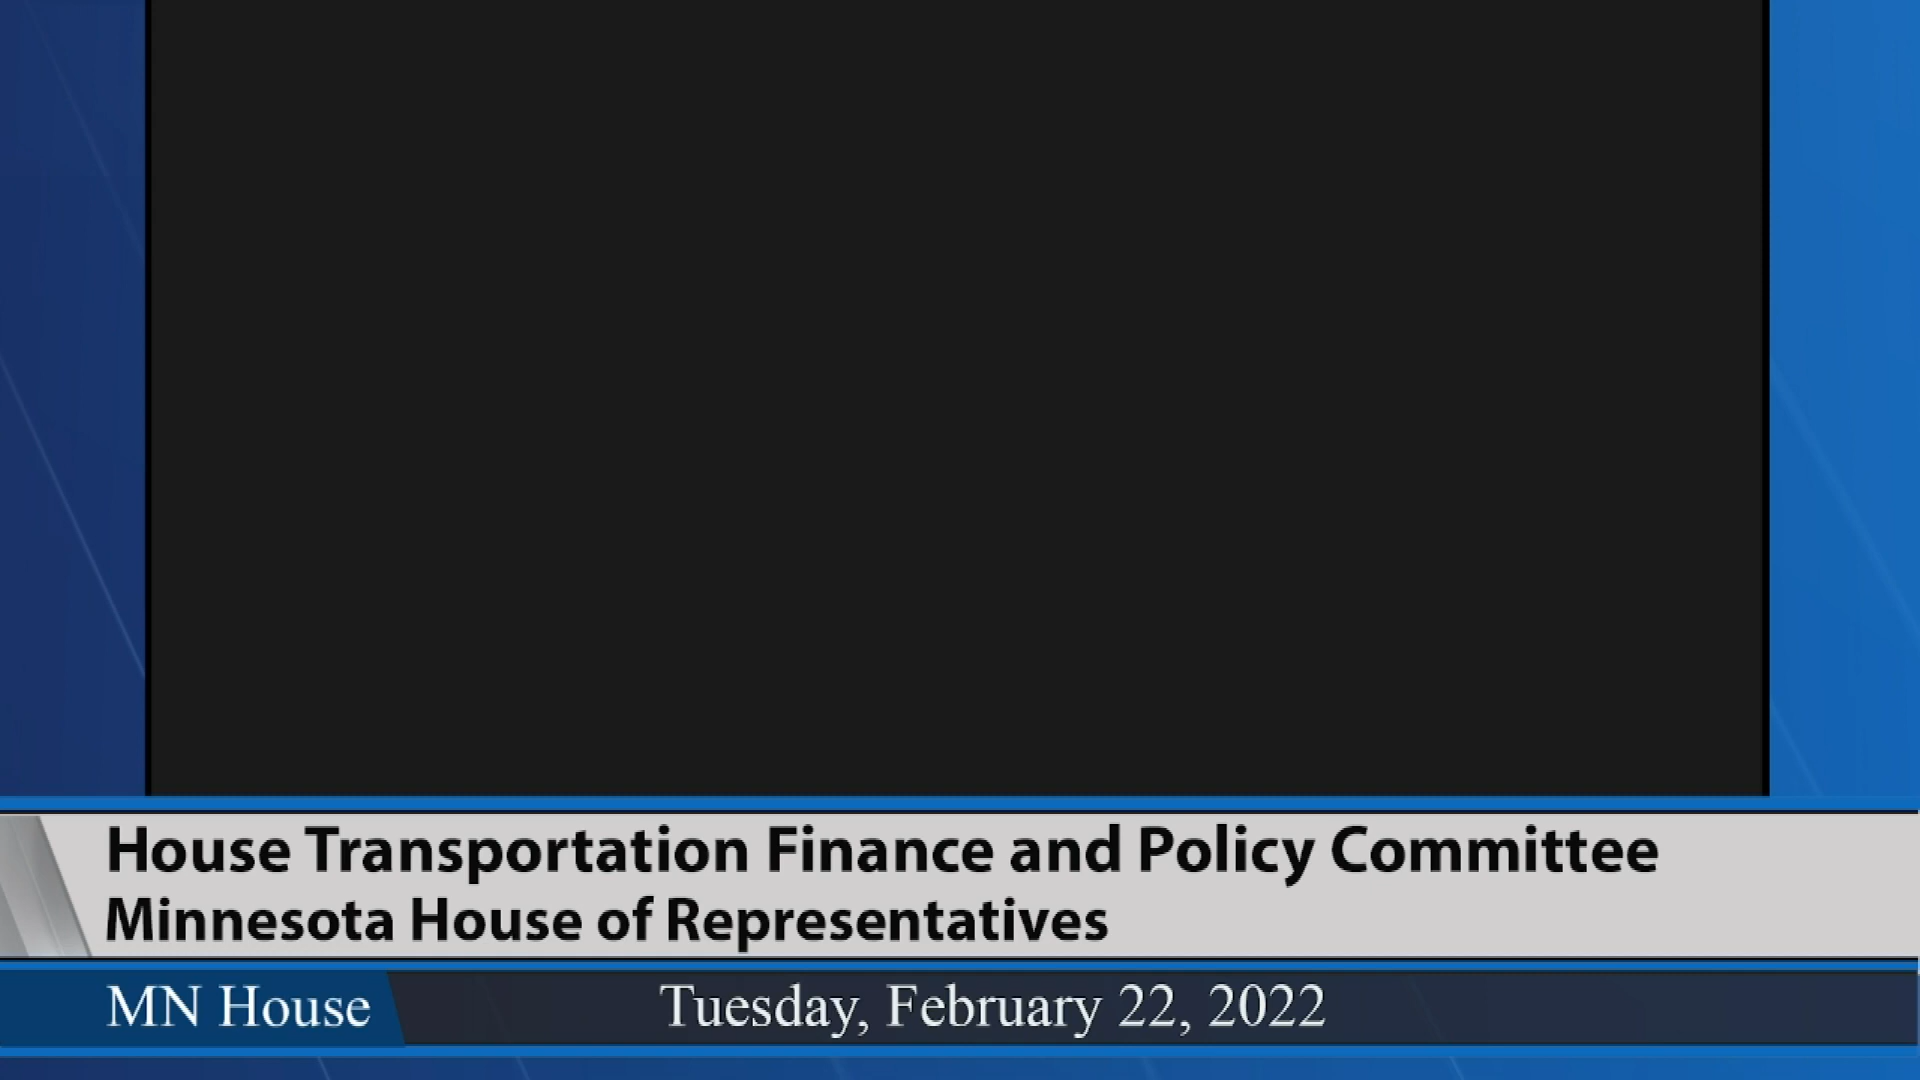 House Transportation Finance and Policy Committee
Minnesota House of Representatives
MN House
Tuesday, February 22, 2022